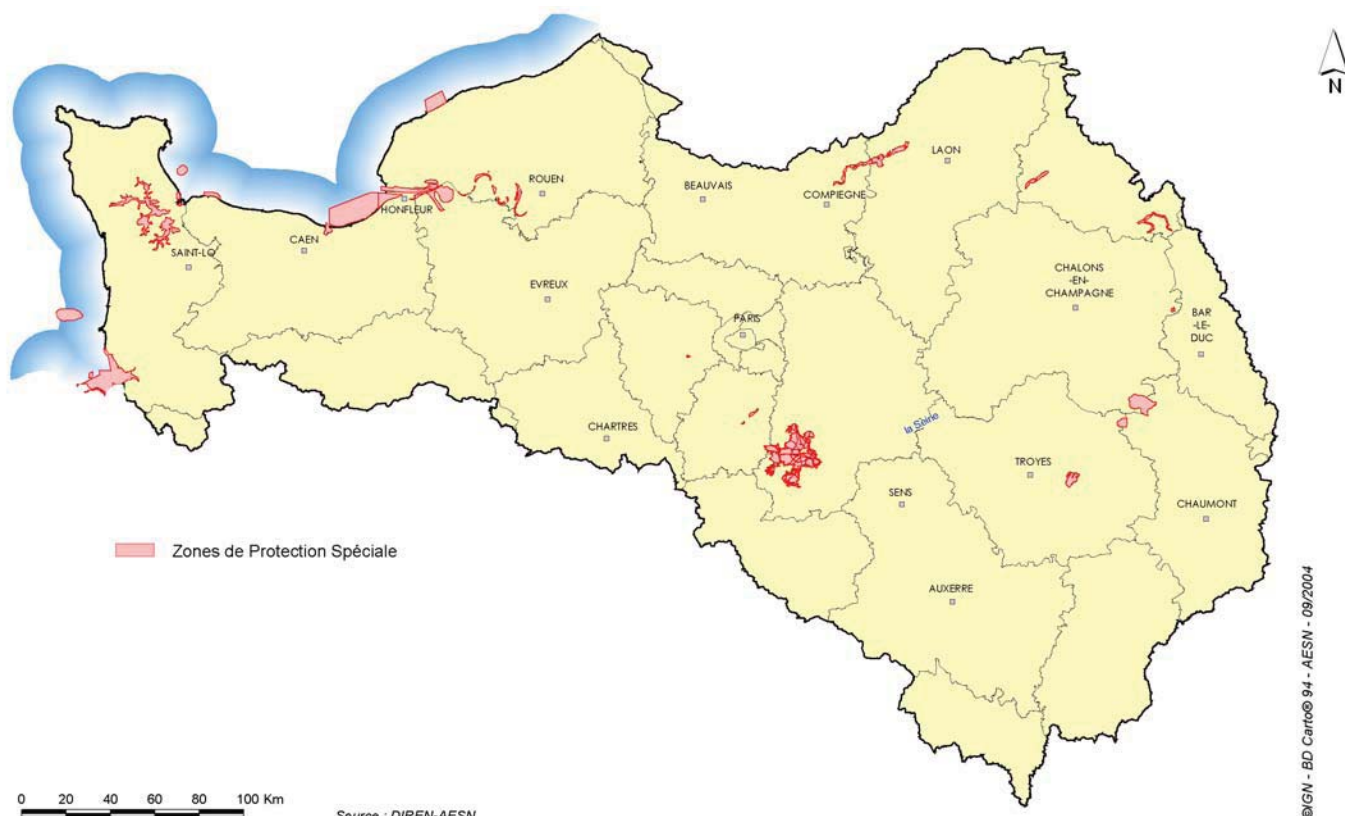 N
LAON
ROUEN
BEAUVAIS
COMPIEGNE
HONFLEUR
CAEN
SAINT-LO
CHALONS
-EN-
CHAMPAGNE
EVREUX
PARIS
BAR
-LE-
DUC
la Seine
CHARTRES
TROYES
SENS
CHAUMONT
Zones de Protection Spéciale
AUXERRE
0 20 40 60 80 100 Km
Source : DIREN-AESN
©IGN - BD Carto® 94 - AESN - 09/2004